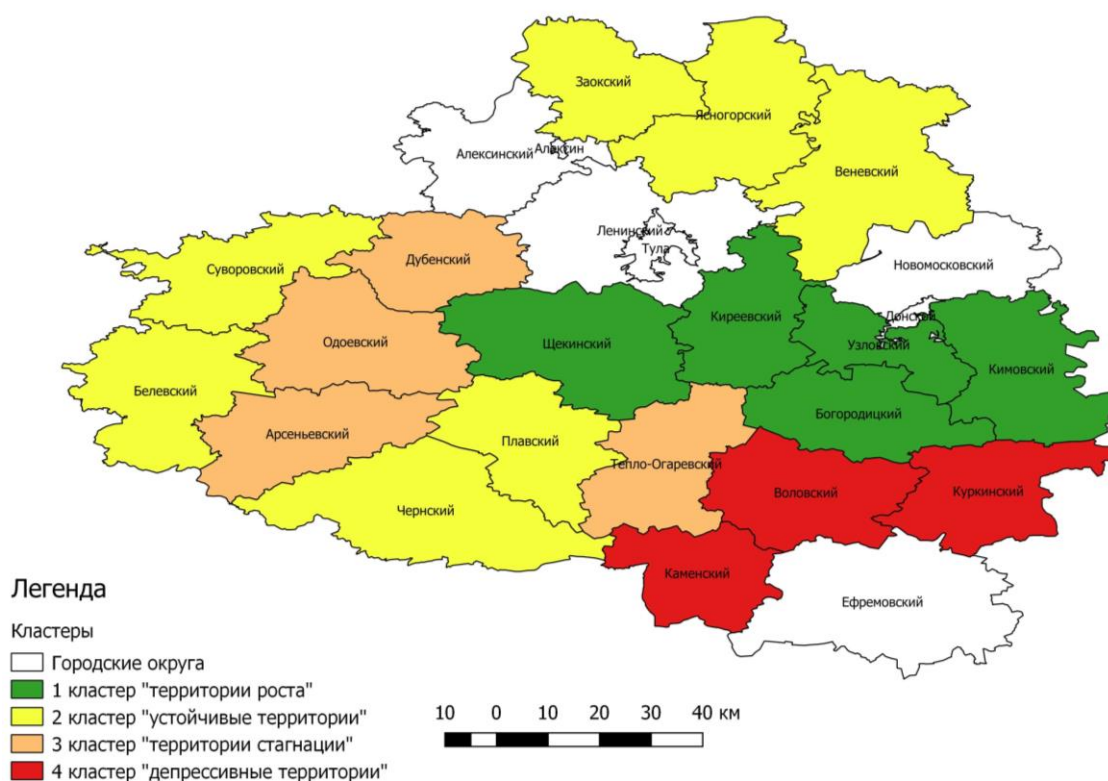 Заокский
Ясногорский
Алексинский
Алексин
Веневский
Ленинский
Тула
Суворовский
Дубенский
Новомосковский
Донской
Киреевский
Узловский
Щекинский
Одоевский
Кимовский
Белевский
Богородицкий
Арсеньевский
Плавский
Тепло-Огаревский
Воловский
Куркинский
Чернский
Каменский
Ефремовский
Легенда
Кластеры
Городские округа
1 кластер "территории роста"
2 кластер "устойчивые территории"
3 кластер "территории стагнации"
4 кластер "депрессивные территории"
10 0 10 20 30 40 км